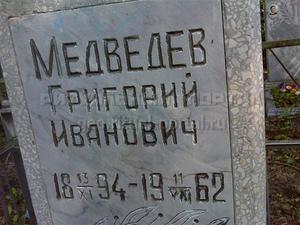 МЕДВЕДЕВ
ГРИГОРИЙ
ИВАНОВИЧ
18 13/XI 94-19 11/VIII 62